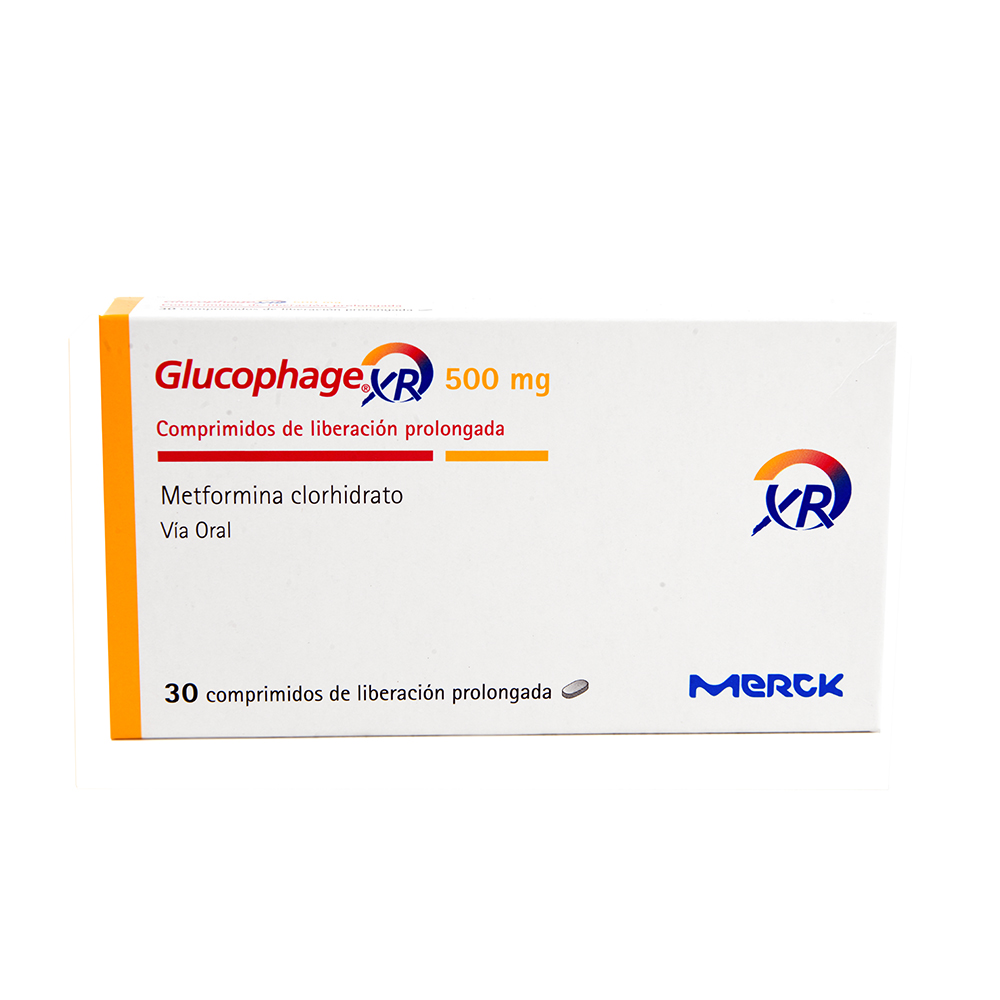 Glucophage® XR 500 mg
Comprimidos de liberación prolongada
Metformina clorhidrato
Vía Oral
XR
30 comprimidos de liberación prolongada
MERCK